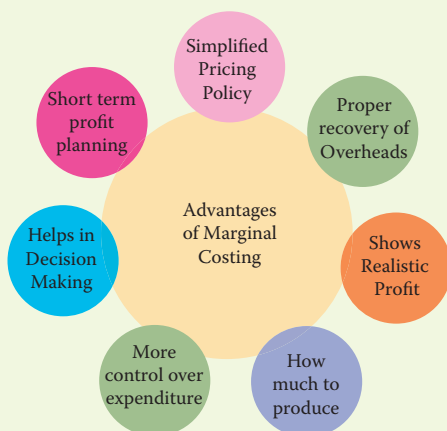 Simplified
Pricing
Policy
Proper
recovery of
Overheads
Shows
Realistic
Profit
How
much to
produce
More
control over
expenditure
Helps in
Decision
Making
Short term
profit
planning
Advantages
of Marginal
Costing